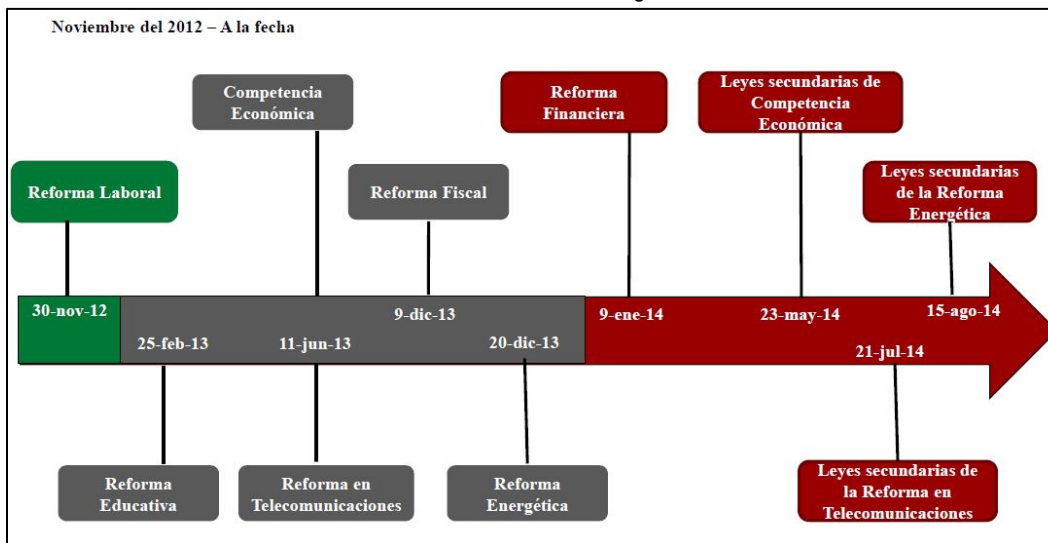 Noviembre del 2012 – A la fecha
Competencia
Económica
Reforma
Financiera
Leyes secundarias de
Competencia
Económica
Reforma Laboral
Reforma Fiscal
Leyes secundarias
de la Reforma
Energética
30-nov-12
9-dic-13
9-ene-14
23-may-14
15-ago-14
25-feb-13
11-jun-13
20-dic-13
21-jul-14
Reforma
Educativa
Reforma en
Telecomunicaciones
Reforma
Energética
Leyes secundarias de
la Reforma en
Telecomunicaciones